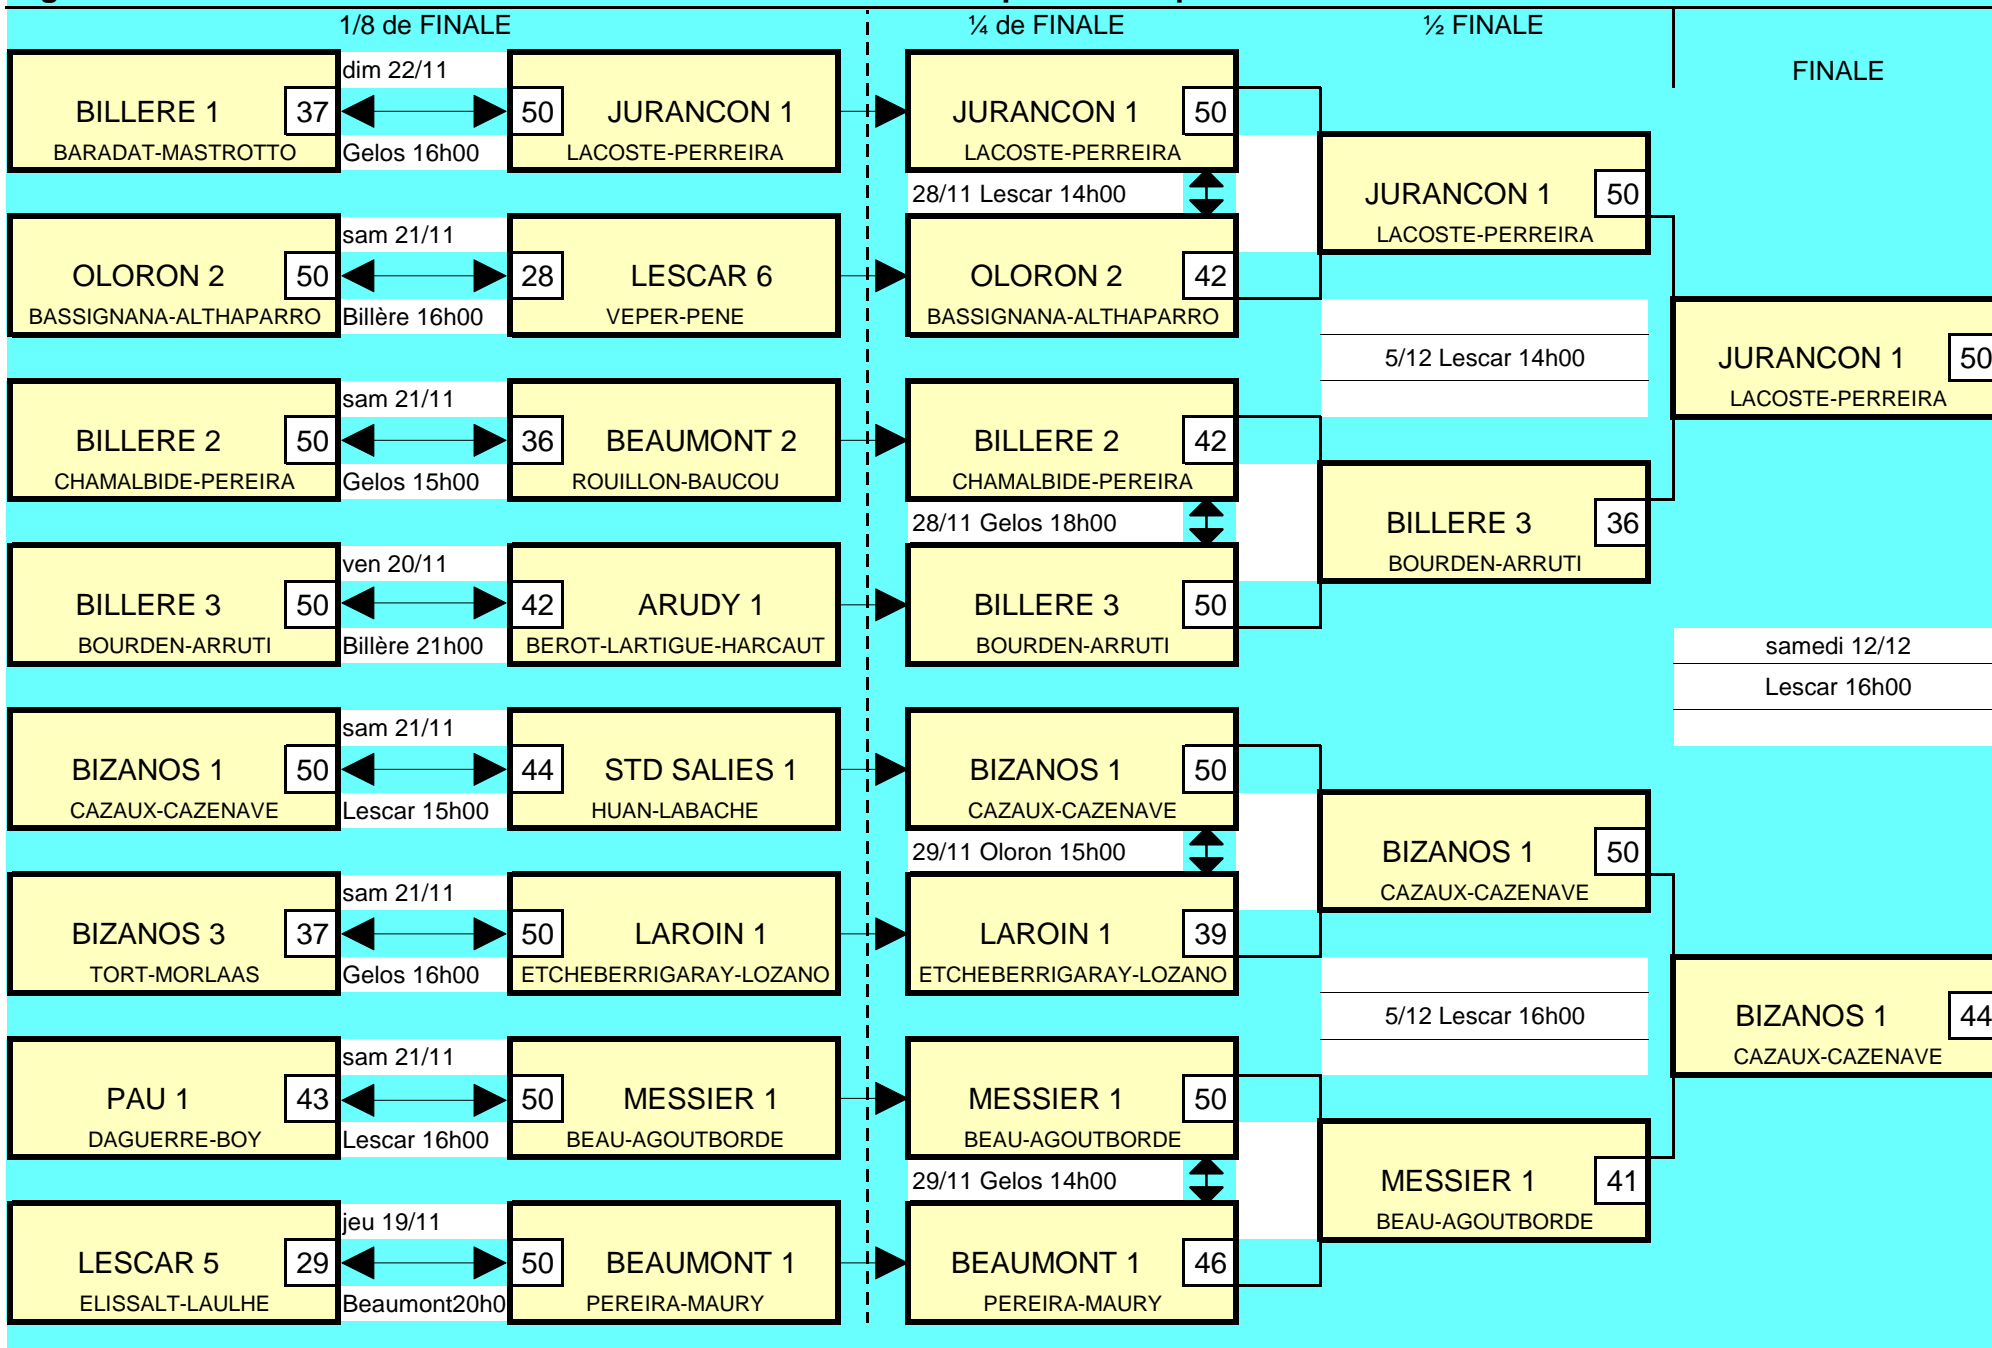 1/8 de FINALE
¼ de FINALE
½ FINALE
FINALE
dim 22/11
BILLERE 1
37
50
JURANCON 1
BARADAT-MASTROTTO
Gelos 16h00
LACOSTE-PERREIRA
sam 21/11
OLORON 2
50
28
LESCAR 6
BASSIGNANA-ALTHAPARRO
Billère 16h00
VEPER-PENE
sam 21/11
BILLERE 2
50
36
BEAUMONT 2
CHAMALBIDE-PEREIRA
Gelos 15h00
ROUILLON-BAUCOU
ven 20/11
BILLERE 3
50
42
ARUDY 1
BOURDEN-ARRUTI
Billère 21h00
BEROT-LARTIGUE-HARCAUT
sam 21/11
BIZANOS 1
50
44
STD SALIES 1
CAZAUX-CAZENAVE
Lescar 15h00
HUAN-LABACHE
sam 21/11
BIZANOS 3
37
50
LAROIN 1
TORT-MORLAAS
Gelos 16h00
ETCHEBERRIGARAY-LOZANO
sam 21/11
PAU 1
43
50
MESSIER 1
DAGUERRE-BOY
Lescar 16h00
BEAU-AGOUTBORDE
jeu 19/11
LESCAR 5
29
50
BEAUMONT 1
ELISSALT-LAULHE
Beaumont20h0
PEREIRA-MAURY
JURANCON 1
50
LACOSTE-PERREIRA
28/11 Lescar 14h00
OLORON 2
42
BASSIGNANA-ALTHAPARRO
BILLERE 2
42
CHAMALBIDE-PEREIRA
28/11 Gelos 18h00
BILLERE 3
50
BOURDEN-ARRUTI
BIZANOS 1
50
CAZAUX-CAZENAVE
29/11 Oloron 15h00
LAROIN 1
39
ETCHEBERRIGARAY-LOZANO
MESSIER 1
50
BEAU-AGOUTBORDE
29/11 Gelos 14h00
BEAUMONT 1
46
PEREIRA-MAURY
JURANCON 1
50
LACOSTE-PERREIRA
5/12 Lescar 14h00
BILLERE 3
36
BOURDEN-ARRUTI
BIZANOS 1
50
CAZAUX-CAZENAVE
5/12 Lescar 16h00
MESSIER 1
41
BEAU-AGOUTBORDE
JURANCON 1
50
LACOSTE-PERREIRA
samedi 12/12
Lescar 16h00
BIZANOS 1
44
CAZAUX-CAZENAVE